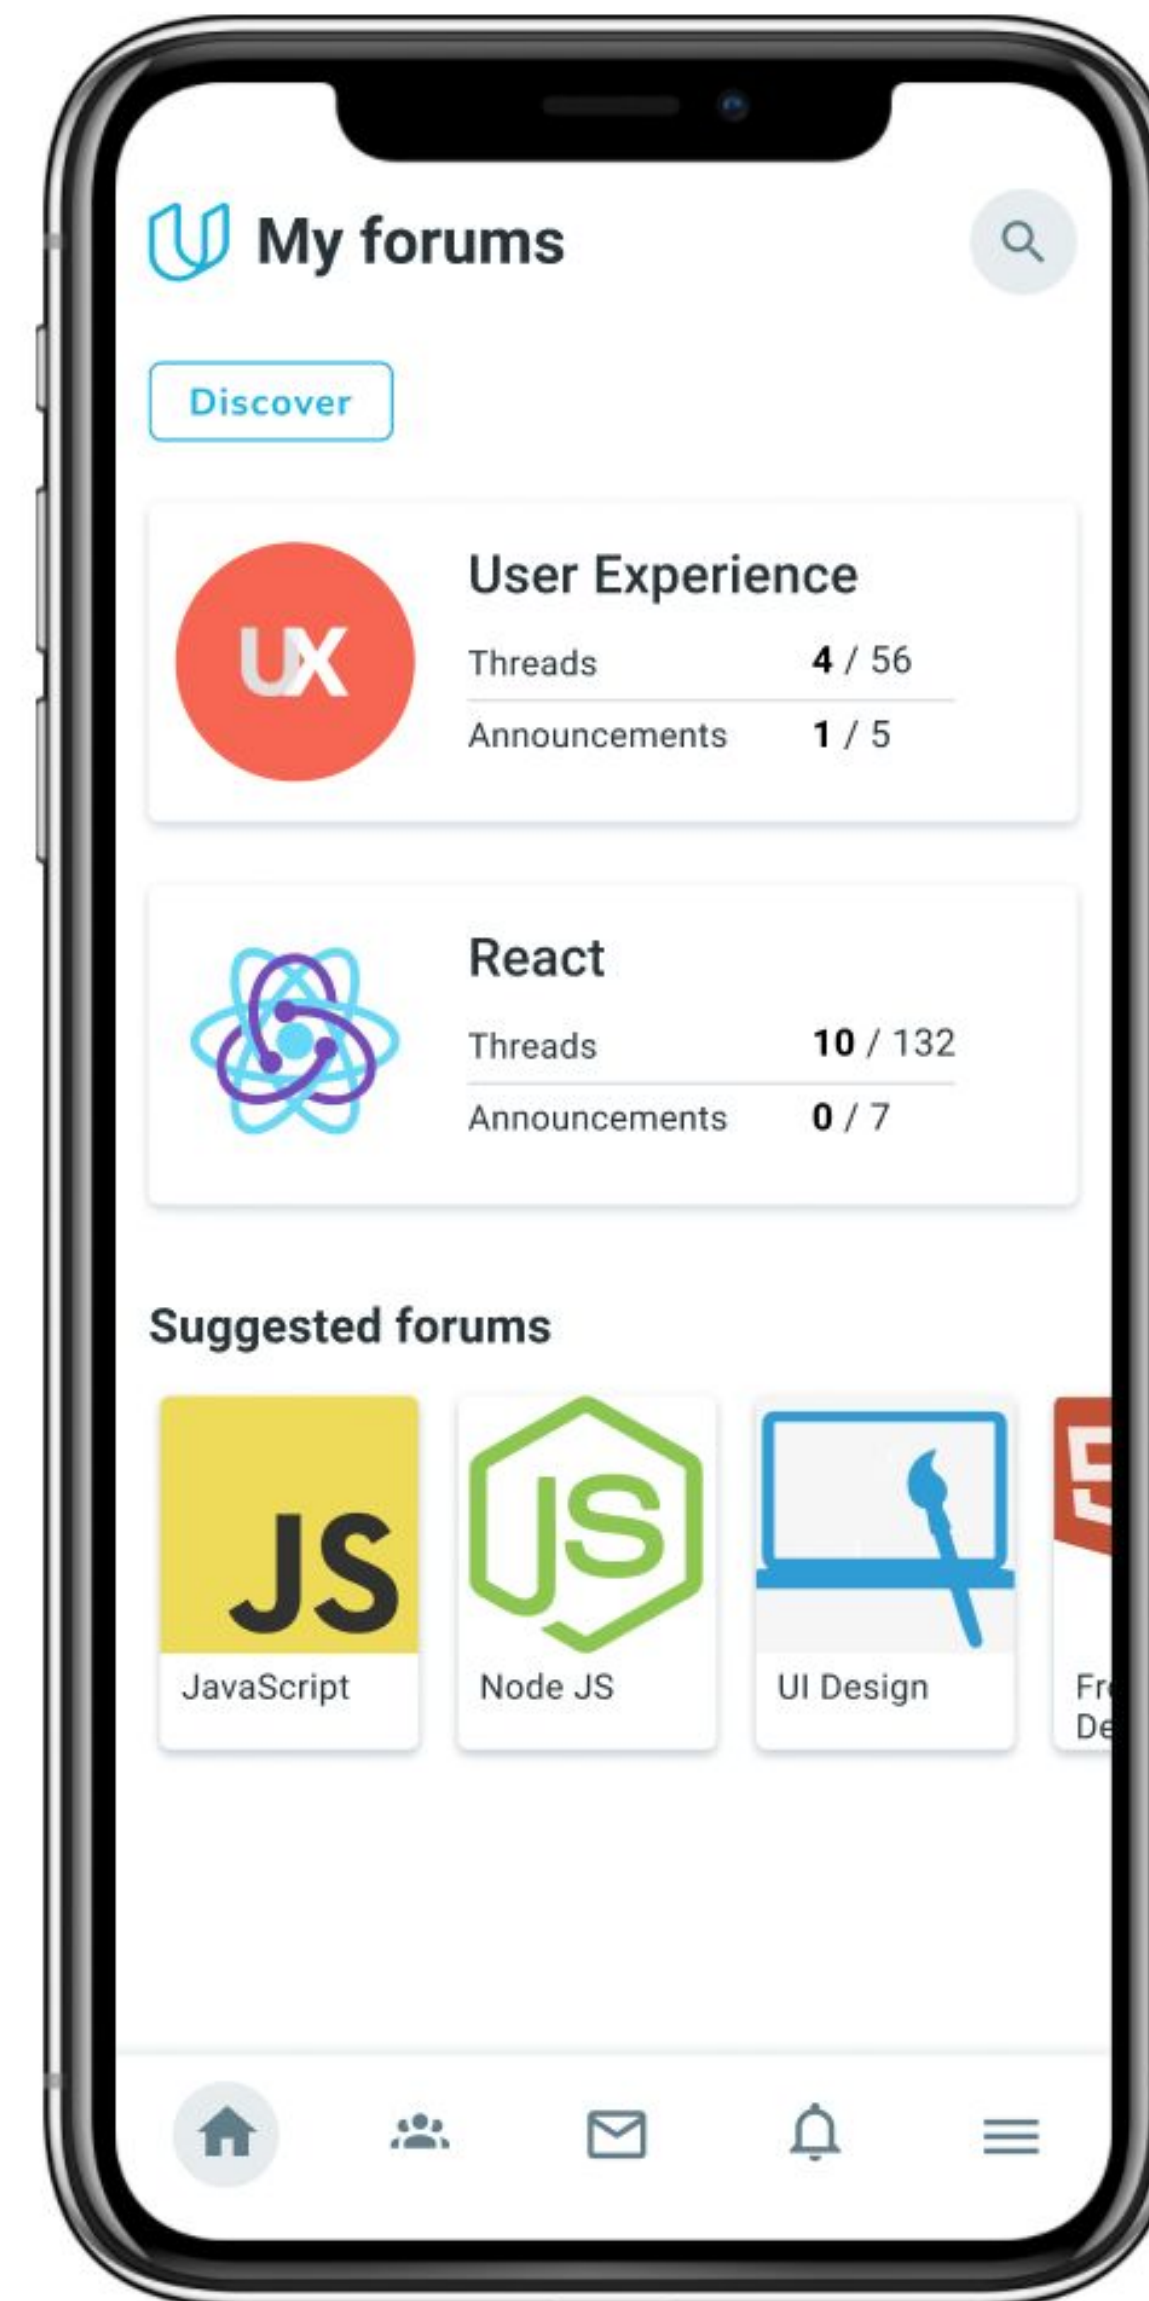 My forums
Discover
UX
User Experience
Threads 4 / 56
Announcements 1 / 5
React
Threads 10 / 132
Announcements 0 / 7
Suggested forums
JS
JS
JavaScript
Node JS
UI Design